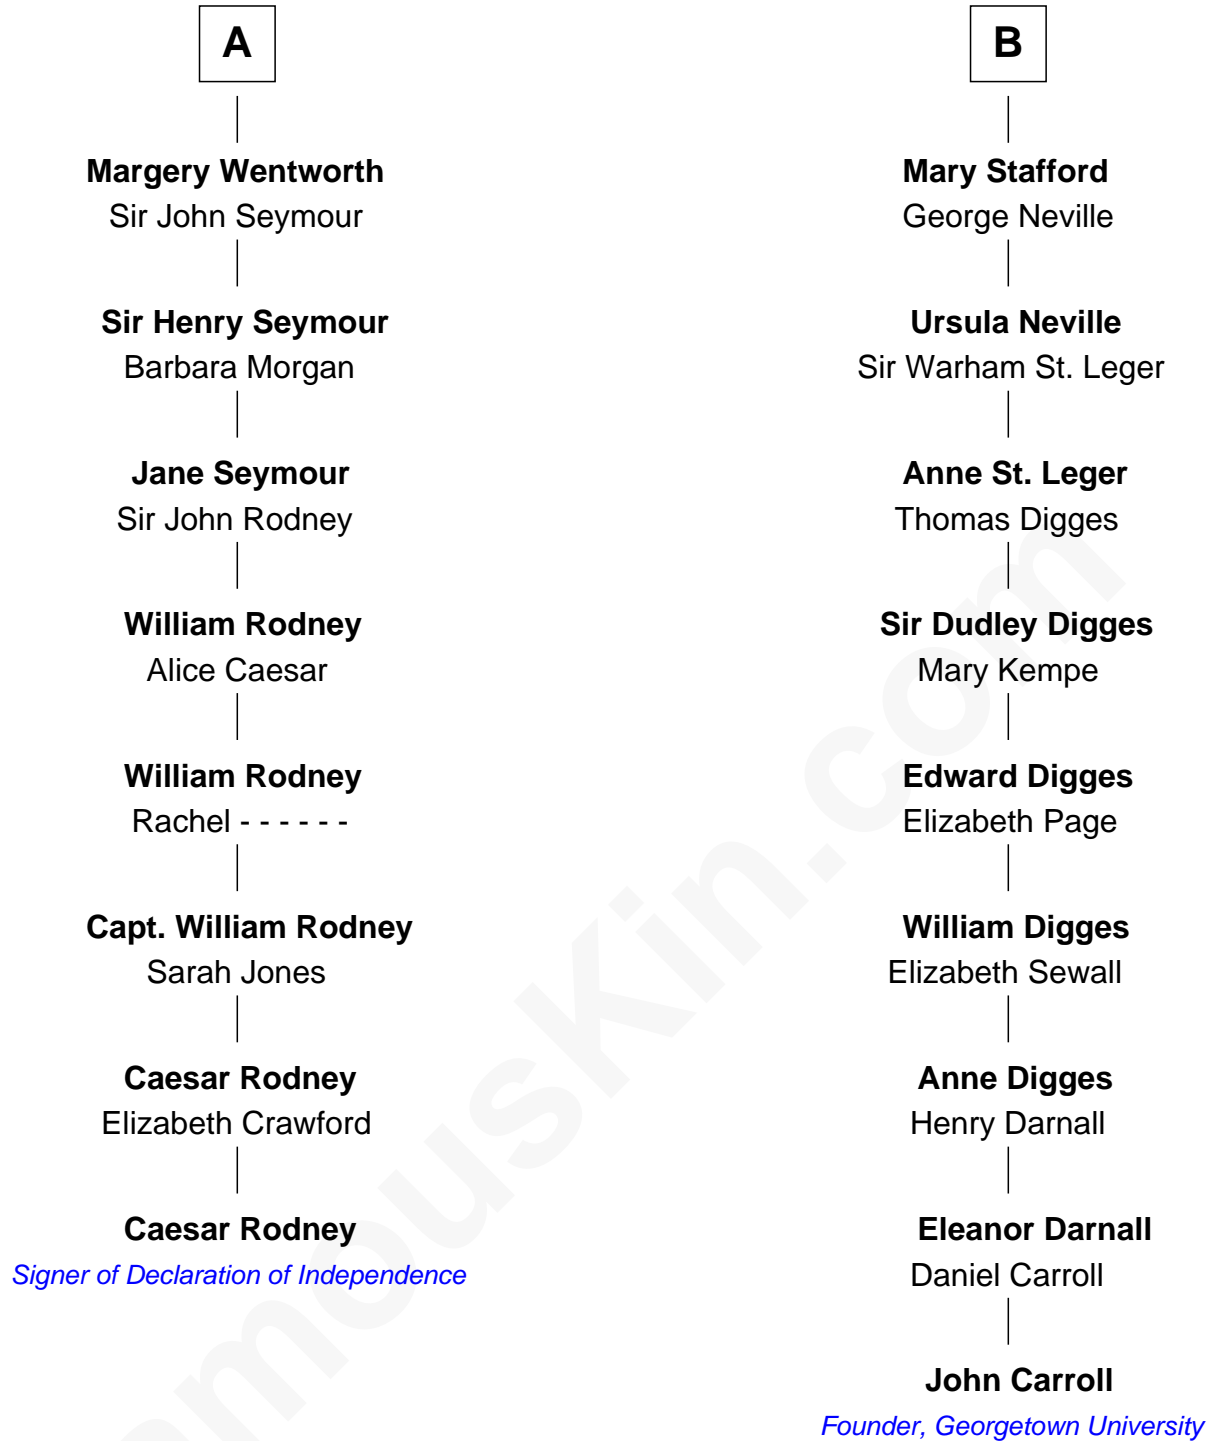 A
Margery Wentworth
Sir John Seymour
Sir Henry Seymour
Barbara Morgan
Jane Seymour
Sir John Rodney
William Rodney
Alice Caesar
William Rodney
Rachel - - - - - -
Capt. William Rodney
Sarah Jones
Caesar Rodney
Elizabeth Crawford
Caesar Rodney
Signer of Declaration of Independence
B
Mary Stafford
George Neville
Ursula Neville
Sir Warham St. Leger
Anne St. Leger
Thomas Digges
Sir Dudley Digges
Mary Kempe
Edward Digges
Elizabeth Page
William Digges
Elizabeth Sewall
Anne Digges
Henry Darnall
Eleanor Darnall
Daniel Carroll
John Carroll
Founder, Georgetown University
amouskin.com